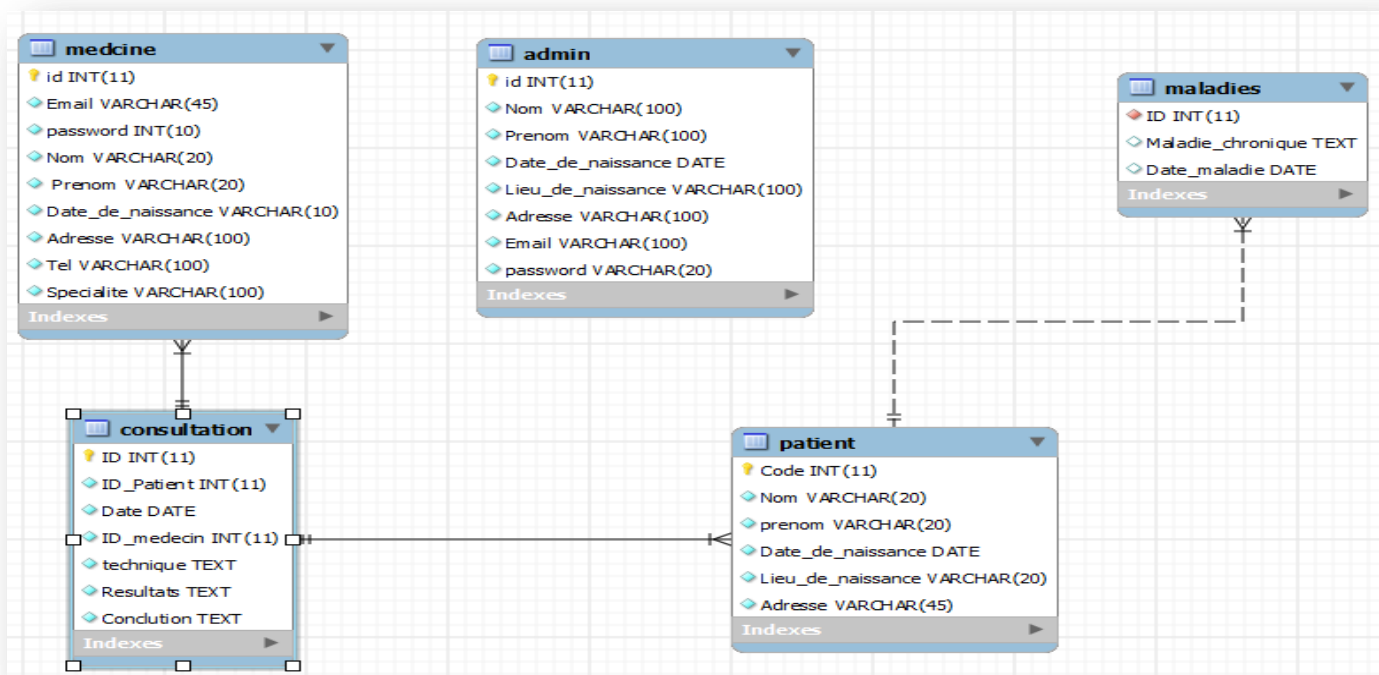 medcine
id INT(11)
Email VARCHAR(45)
password INT(10)
Nom VARCHAR(20)
Prenom VARCHAR(20)
Date_de_naissance VARCHAR(10)
Adresse VARCHAR(100)
Tel VARCHAR(100)
Specialite VARCHAR(100)
Indexes
admin
id INT(11)
Nom VARCHAR(100)
Prenom VARCHAR(100)
Date_de_naissance DATE
Lieu_de_naissance VARCHAR(100)
Adresse VARCHAR(100)
Email VARCHAR(100)
password VARCHAR(20)
Indexes
maladies
ID INT(11)
Maladie_chronique TEXT
Date_maladie DATE
Indexes
consultation
ID INT(11)
ID_Patient INT(11)
Date DATE
ID_medecin INT(11)
technique TEXT
Resultats TEXT
Conclution TEXT
Indexes
patient
Code INT(11)
Nom VARCHAR(20)
prenom VARCHAR(20)
Date_de_naissance DATE
Lieu_de_naissance VARCHAR(20)
Adresse VARCHAR(45)
Indexes